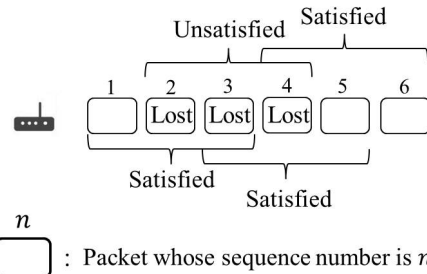 Satisfied
Unsatisfied
1 2 3 4 5 6
Lost Lost Lost
Satisfied
Satisfied
n
: Packet whose sequence number is n